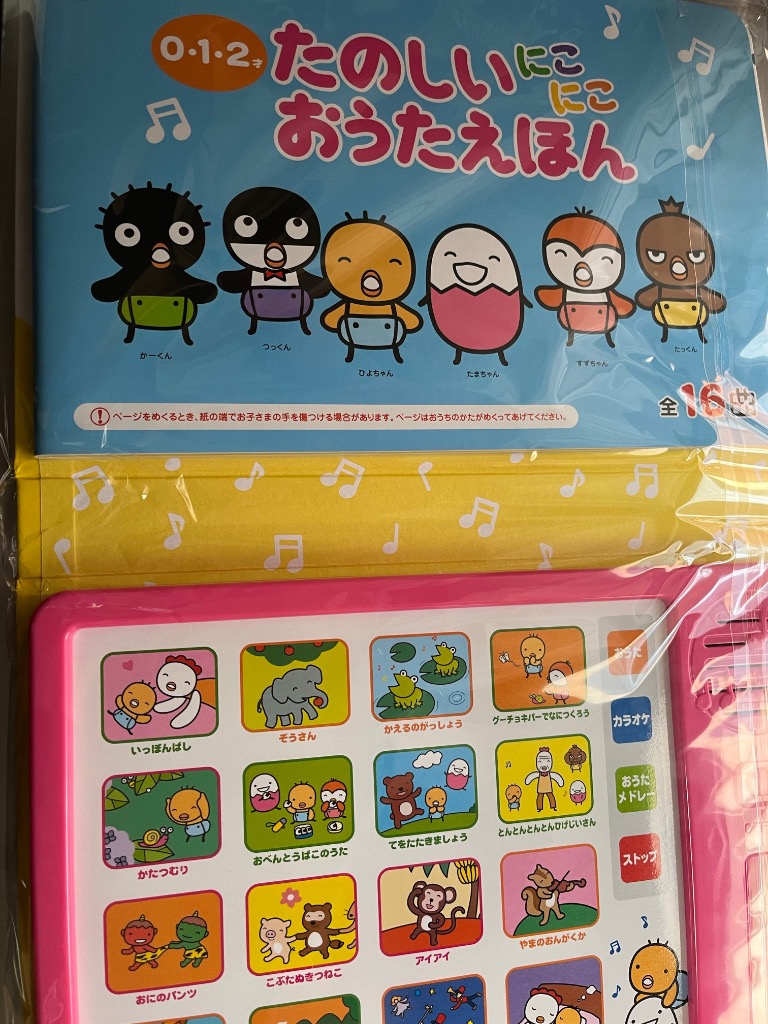 0・1・2才
たのしいにこにこ
おうたえほん
かーくん
つっくん
ひよちゃん
たまちゃん
すずちゃん
たっくん
ページをめくるとき、紙の端でお子さまの手を傷つける場合があります。ページはおうちのかたがめくってあげてください。
全16曲
いっぽんばし
ぞうさん
かえるのがっしょう
グーチョキパーでなにつくろう
おうた
カラオケ
かたつむり
おべんとうばこのうた
てをたたきましょう
とんとんとんとんひげじいさん
おうた
メドレー
ストップ
おにのパンツ
こぶたぬきつねこ
アイアイ
やまのおんがくか